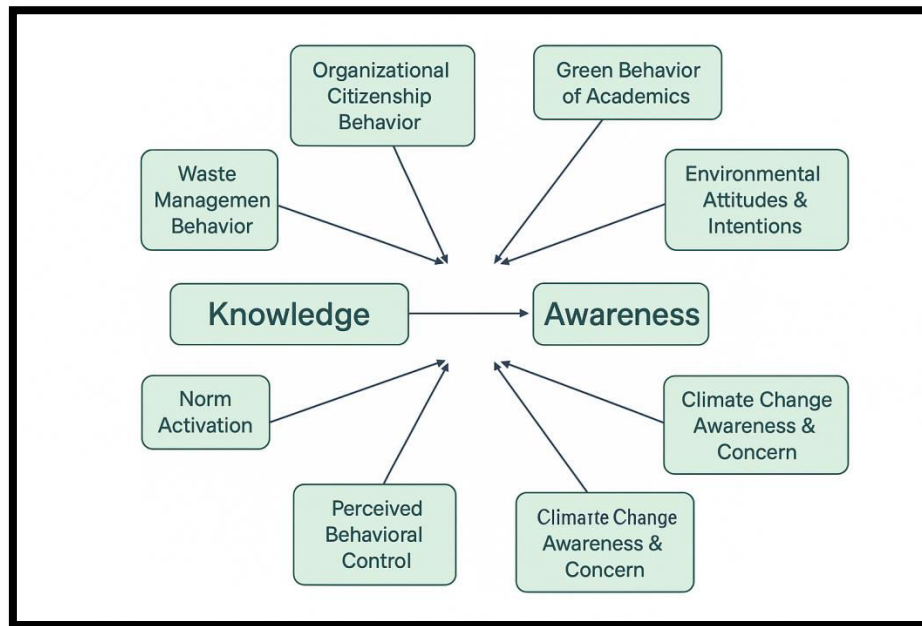 Organizational
Citizenship
Behavior
Green Behavior
of Academics
Waste
Managemen
Behavior
Environmental
Attitudes &
Intentions
Knowledge
Awareness
Norm
Activation
Climate Change
Awareness &
Concern
Perceived
Behavioral
Control
Climaтte Change
Awareness &
Concern